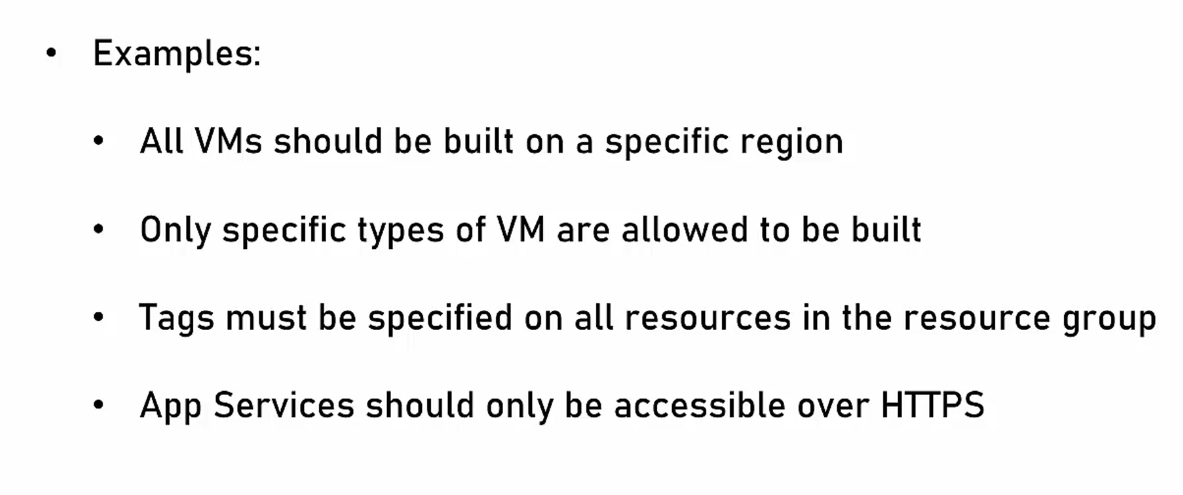 • Examples:
• All VMs should be built on a specific region
• Only specific types of VM are allowed to be built
• Tags must be specified on all resources in the resource group
• App Services should only be accessible over HTTPS